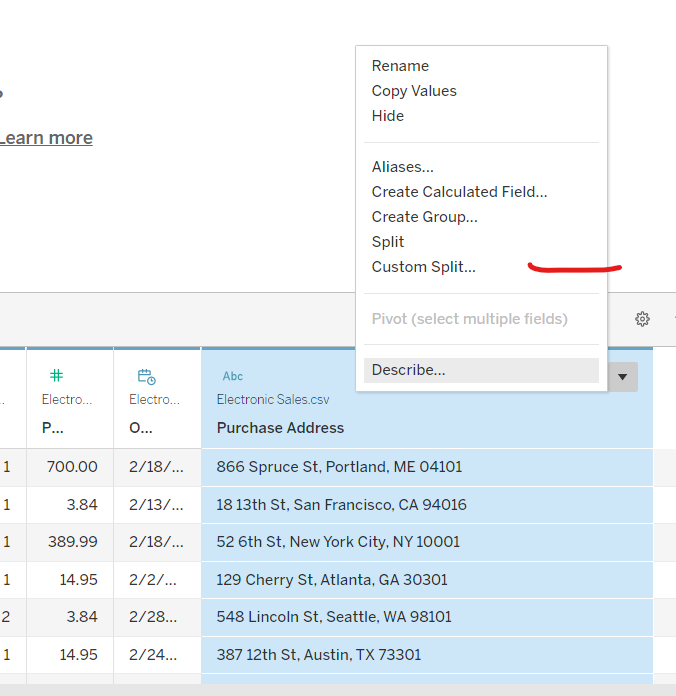 Rename
Copy Values
Hide
Learn more
Aliases...
Create Calculated Field...
Create Group...
Split
Custom Split...
Pivot (select multiple fields)
Describe...
Abc
Electro... Electro... Electronic Sales.csv
P... O... Purchase Address
1 700.00 2/18/... 866 Spruce St, Portland, ME 04101
1 3.84 2/13/... 18 13th St, San Francisco, CA 94016
1 389.99 2/18/... 52 6th St, New York City, NY 10001
1 14.95 2/2/... 129 Cherry St, Atlanta, GA 30301
2 3.84 2/28... 548 Lincoln St, Seattle, WA 98101
1 14.95 2/24... 387 12th St, Austin, TX 73301